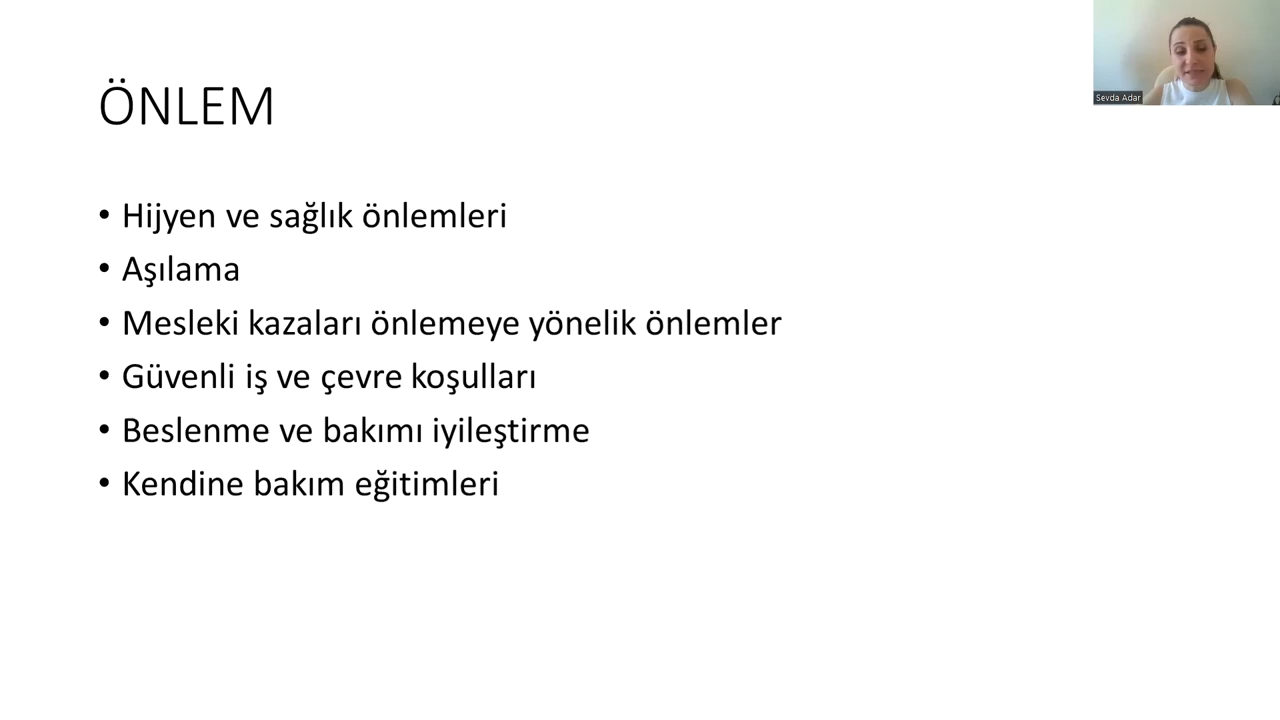 ÖNLEM
• Hijyen ve sağlık önlemleri
• Aşılama
• Mesleki kazaları önlemeye yönelik önlemler
• Güvenli iş ve çevre koşulları
• Beslenme ve bakımı iyileştirme
• Kendine bakım eğitimleri
Sevda Adar